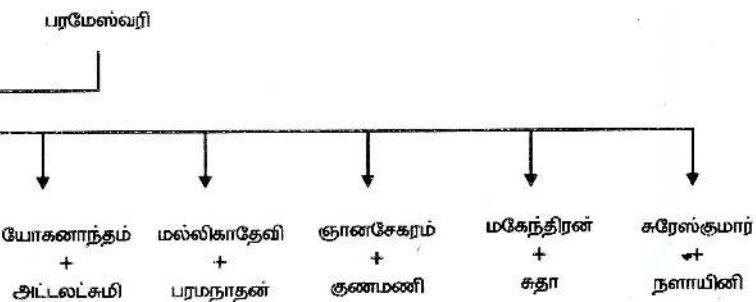 பரமேஸ்வரி
யோகனாந்தம் மல்லிகாதேவி ஞானசேகரம் மகேந்திரன் சுரேஸ்குமார்
+ + + + +
அட்டலட்சுமி பரமநாதன் குணமணி சுதா நளாயினி